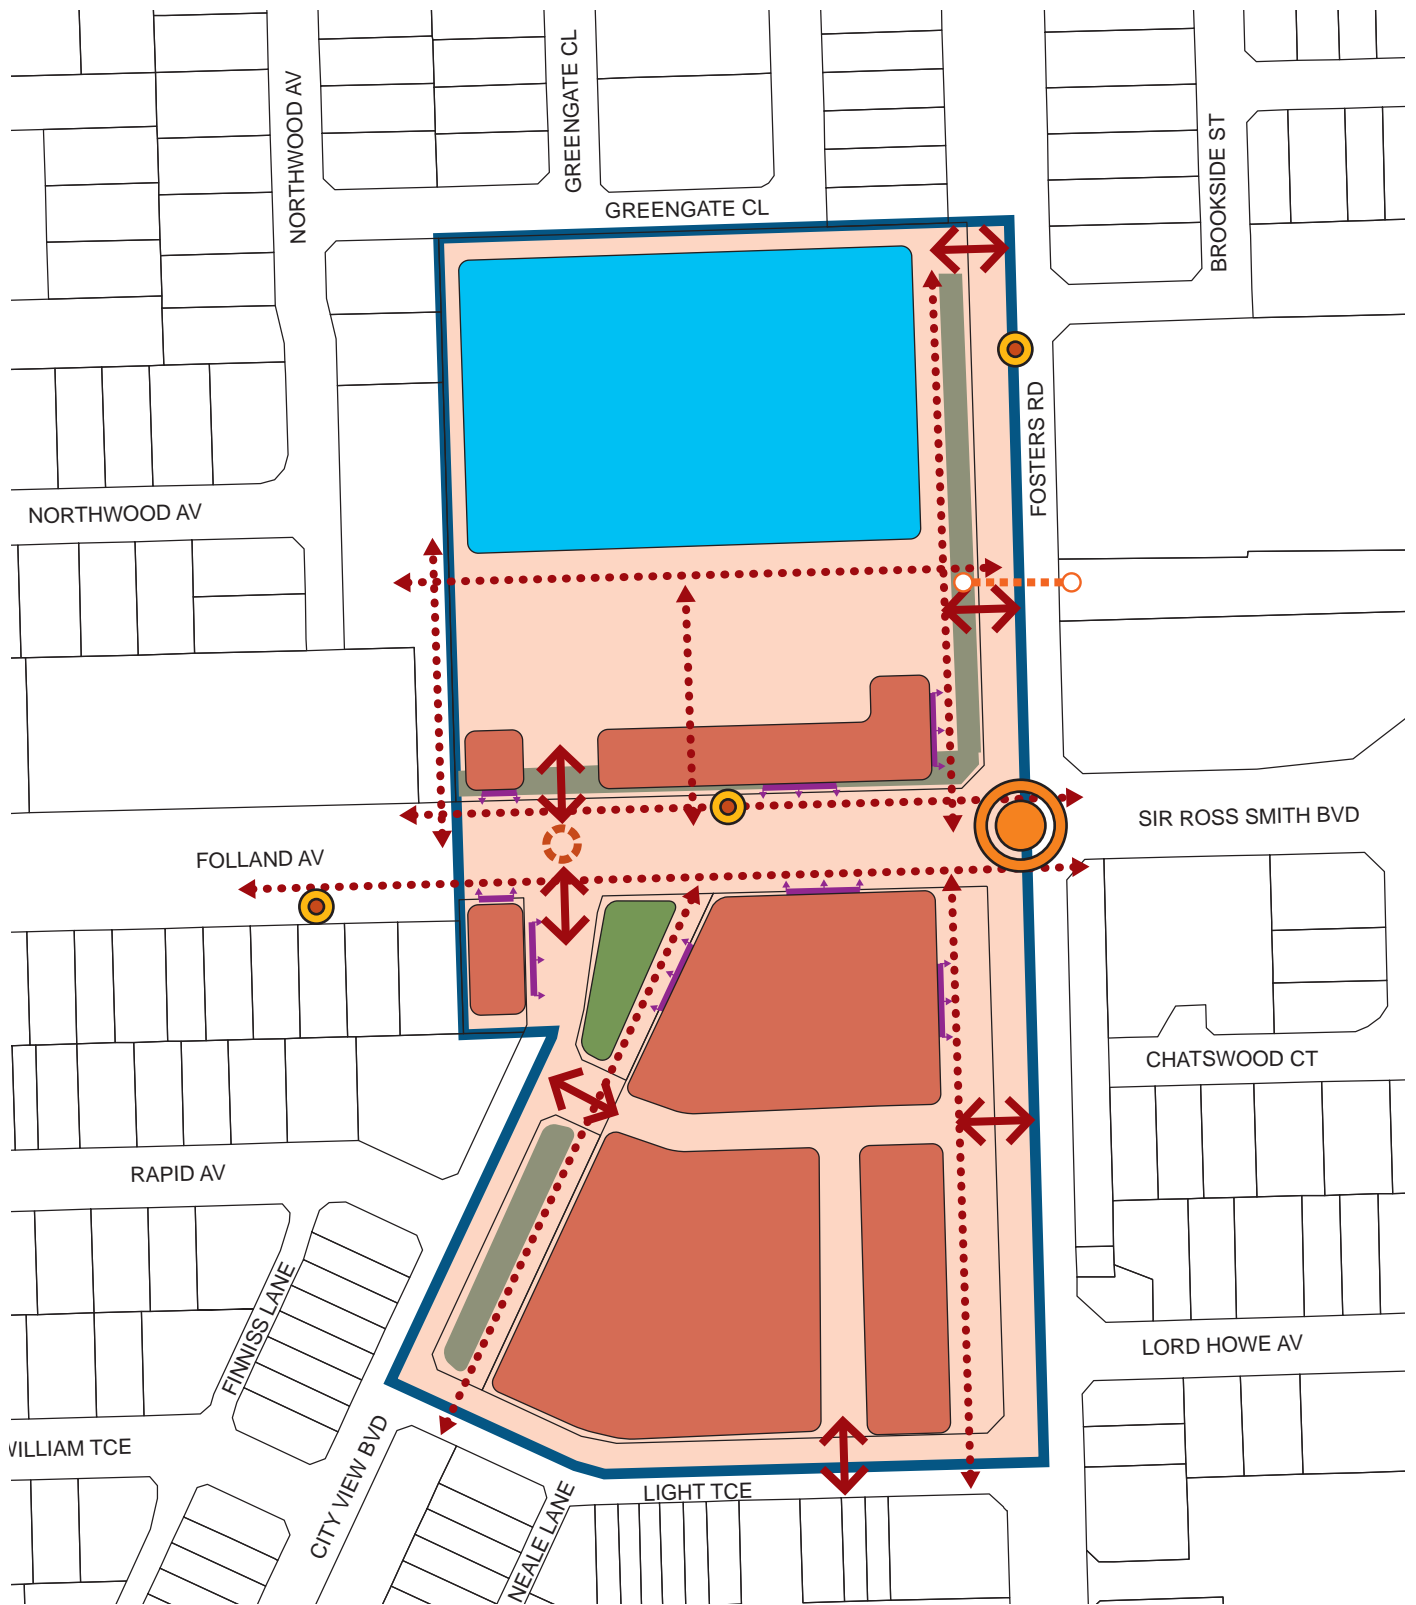 NORTHWOOD AV
GREENGATE CL
GREENGATE CL
BROOKSIDE ST
FOSTERS RD
NORTHWOOD AV
SIR ROSS SMITH BVD
FOLLAND AV
CHATSWOOD CT
RAPID AV
FINNISS LANE
LORD HOWE AV
WILLIAM TCE
CITY VIEW BVD
NEALE LANE
LIGHT TCE